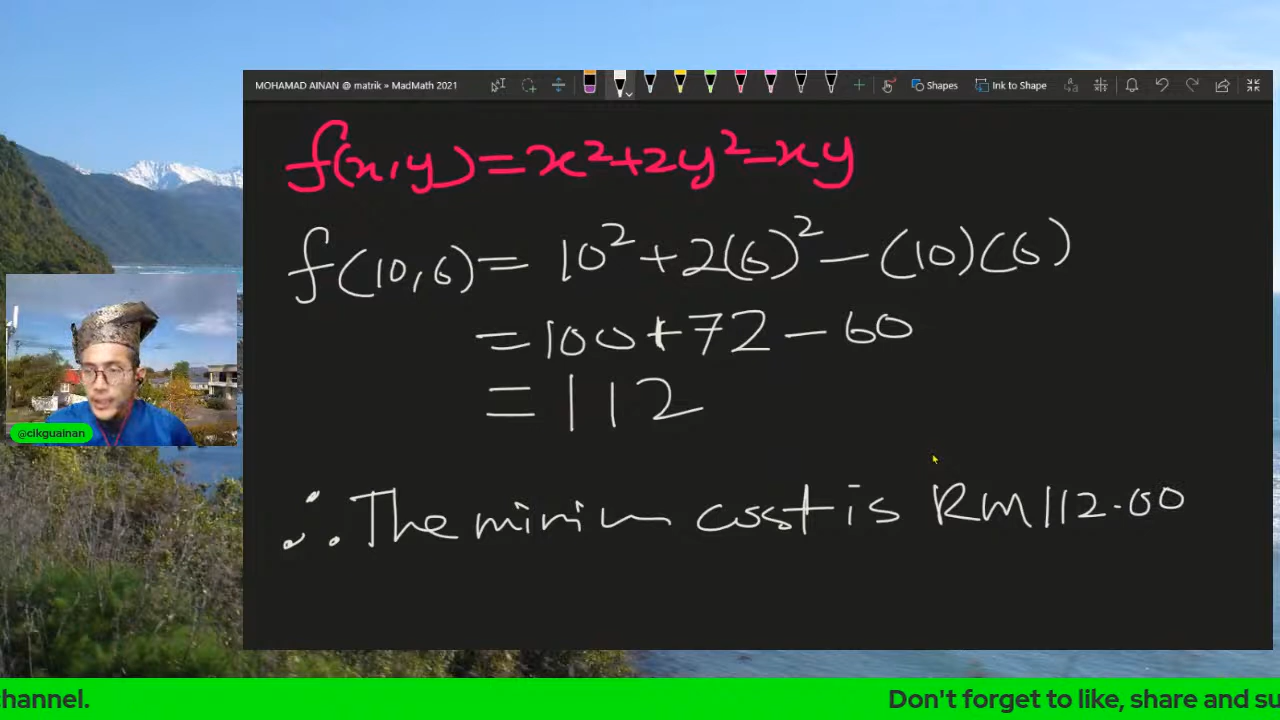 MOHAMAD AINAN @ matrik » MadMath 2021
Shapes
Ink to Shape
f(x,y)=x²+2y²-xy
f(10,6)= 10²+2(6)²-(10)(6)
=100+72-60
=112
@cikguainan
∴ The minimum cost is RM112.00
channel.
Don't forget to like, share and su